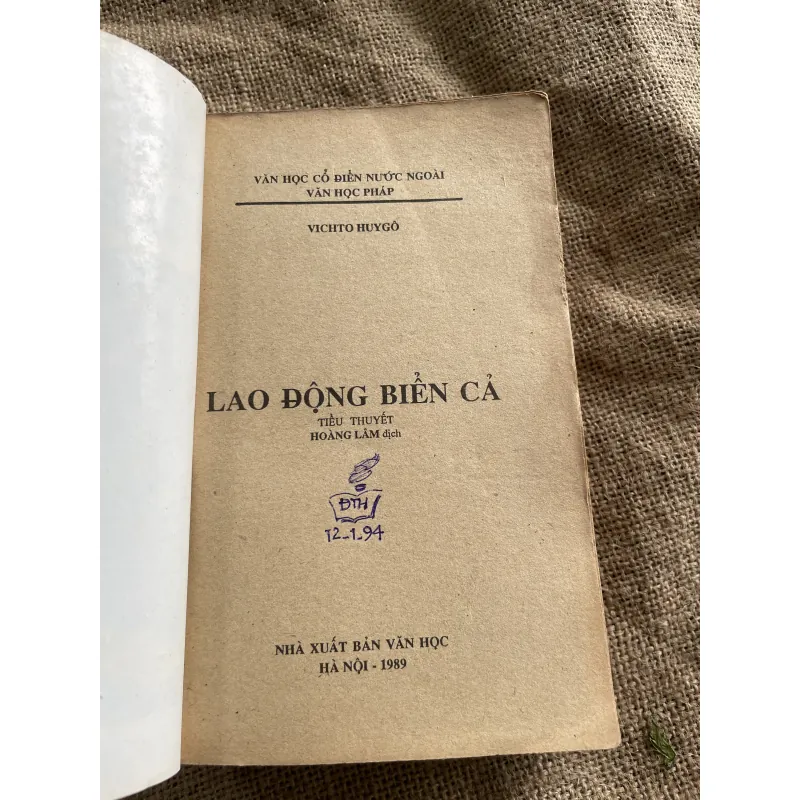 VĂN HỌC CỔ ĐIỂN NƯỚC NGOÀI
VĂN HỌC PHÁP
VICHTO HUYGÔ
LAO ĐỘNG BIỂN CẢ
TIỂU THUYẾT
HOÀNG LÂM dịch
ĐTH
12-1-94
NHÀ XUẤT BẢN VĂN HỌC
HÀ NỘI - 1989